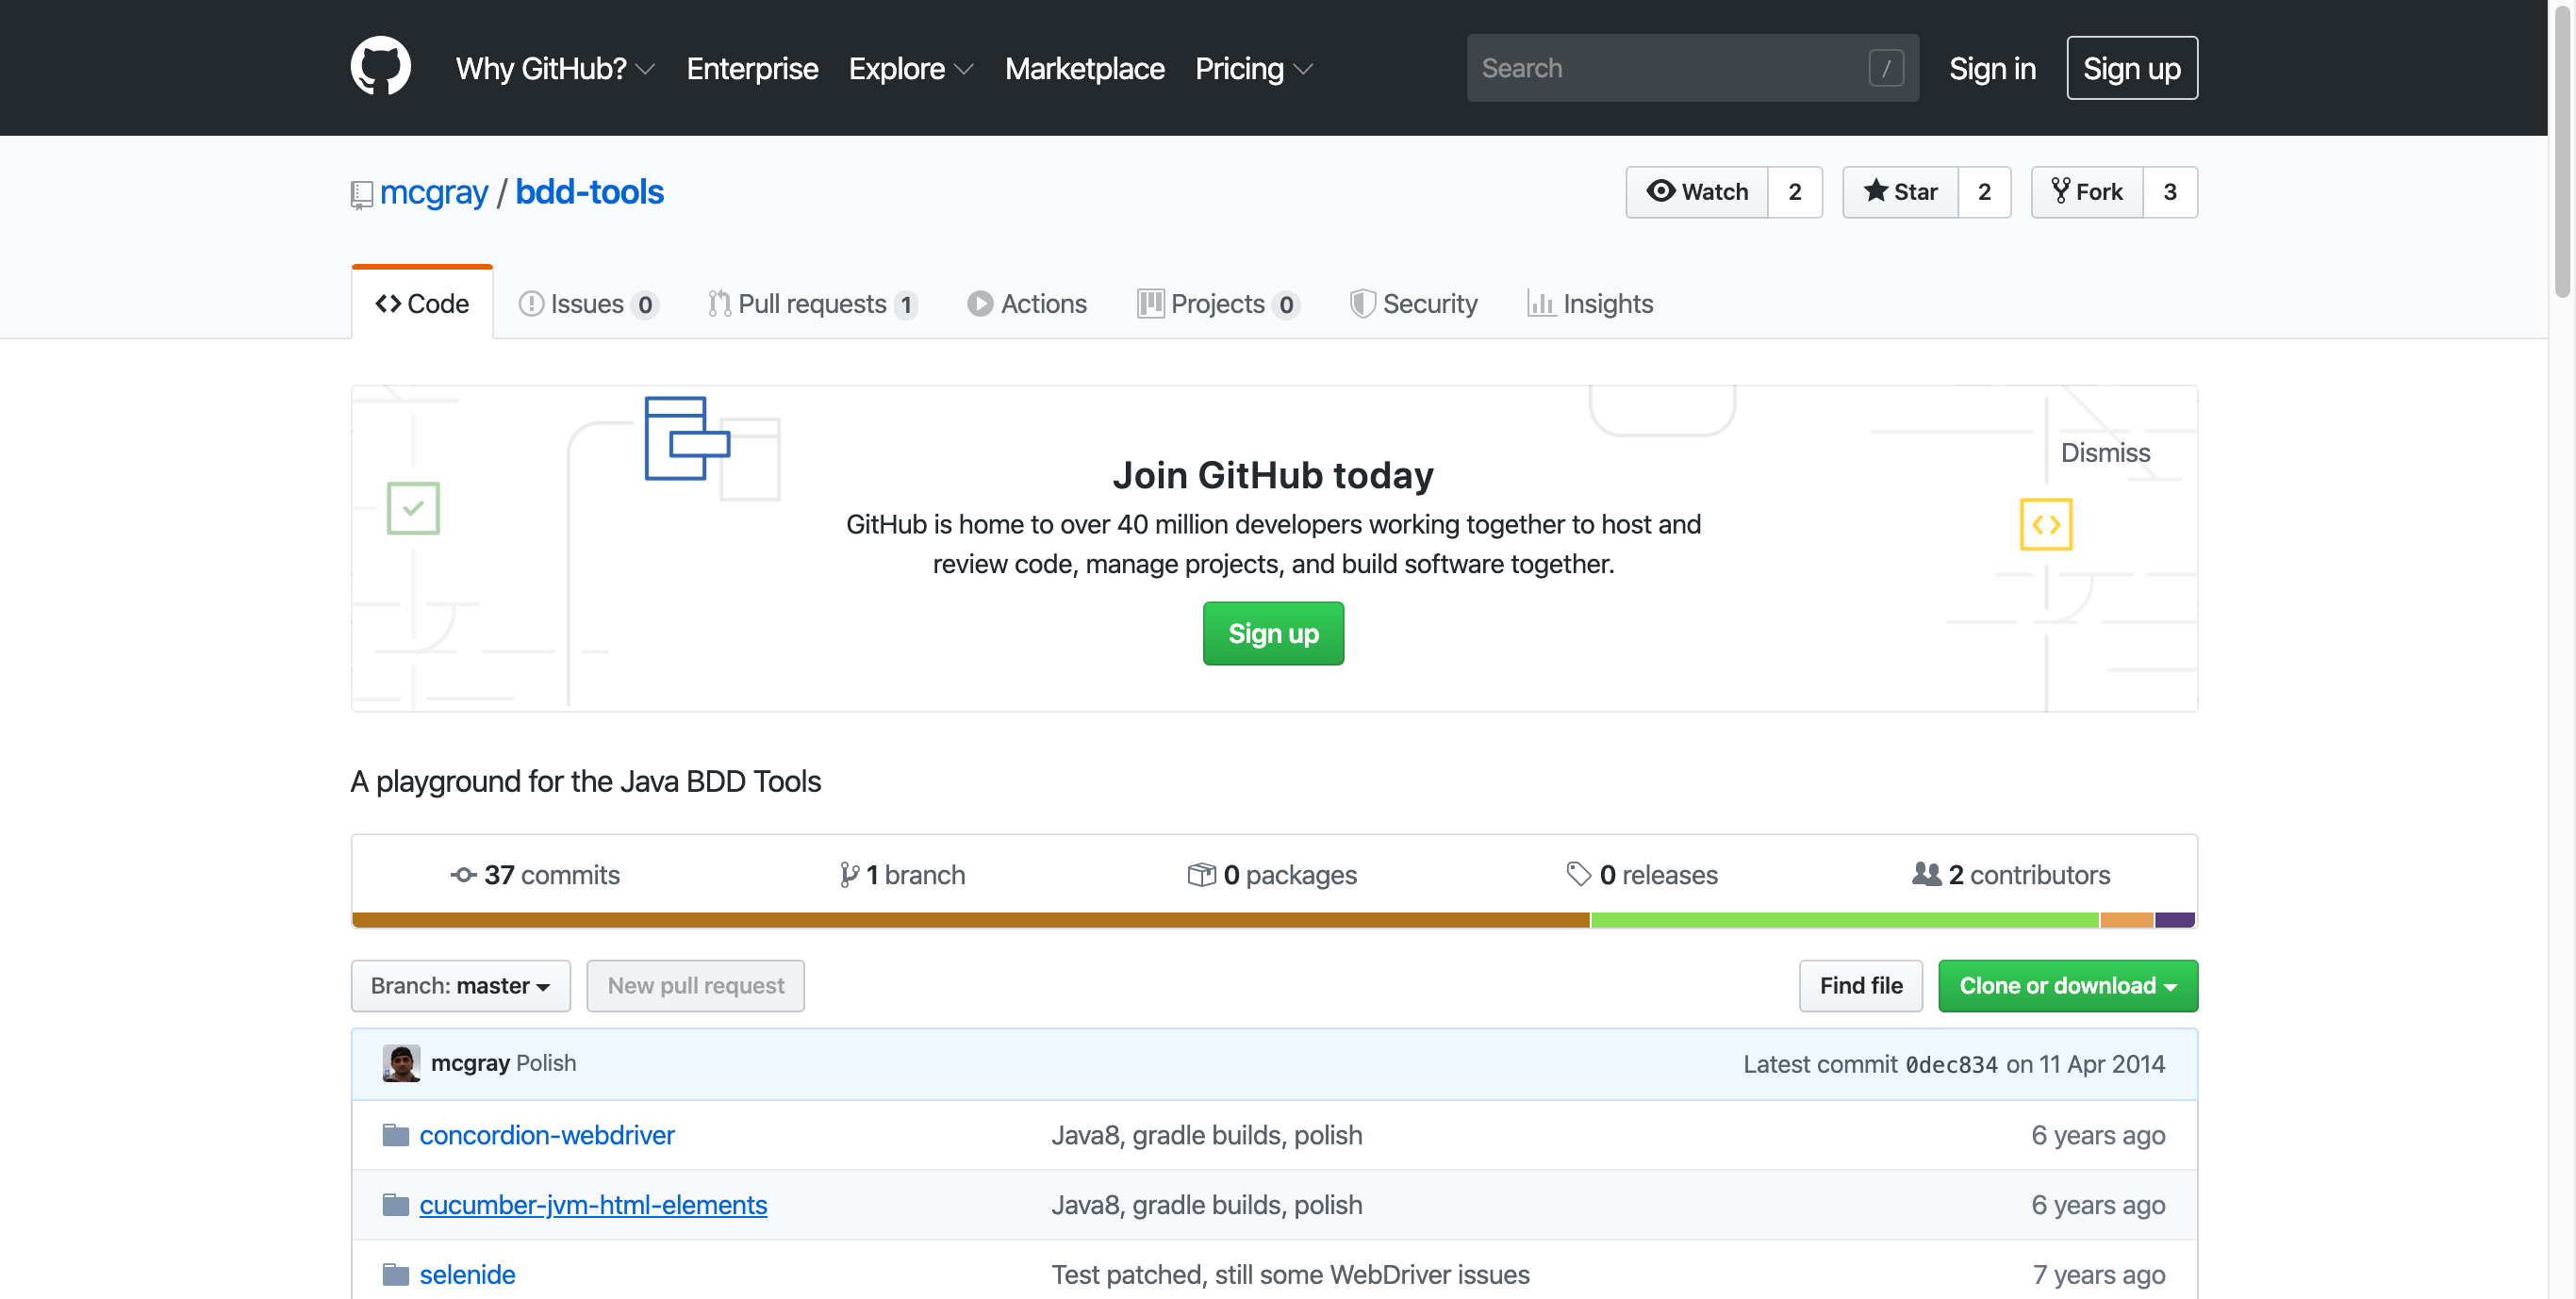 Why GitHub? Enterprise Explore Marketplace Pricing Search / Sign in Sign up
mcgray / bdd-tools Watch 2 Star 2 Fork 3
Code Issues 0 Pull requests 1 Actions Projects 0 Security Insights
Dismiss
Join GitHub today
GitHub is home to over 40 million developers working together to host and
review code, manage projects, and build software together.
Sign up
A playground for the Java BDD Tools
37 commits 1 branch 0 packages 0 releases 2 contributors
Branch: master New pull request Find file Clone or download
mcgray Polish Latest commit 0dec834 on 11 Apr 2014
concordion-webdriver Java8, gradle builds, polish 6 years ago
cucumber-jvm-html-elements Java8, gradle builds, polish 6 years ago
selenide Test patched, still some WebDriver issues 7 years ago